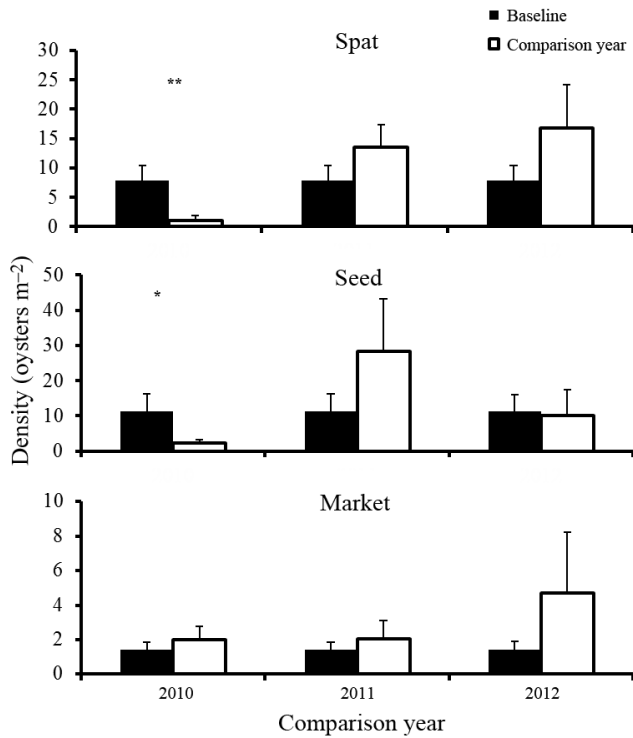 Baseline
Comparison year
Spat
30
25
20
15
10
5
0
**
Seed
50
40
30
20
10
0
*
Density (oysters m⁻²)
Market
10
8
6
4
2
0
2010 2011 2012
Comparison year